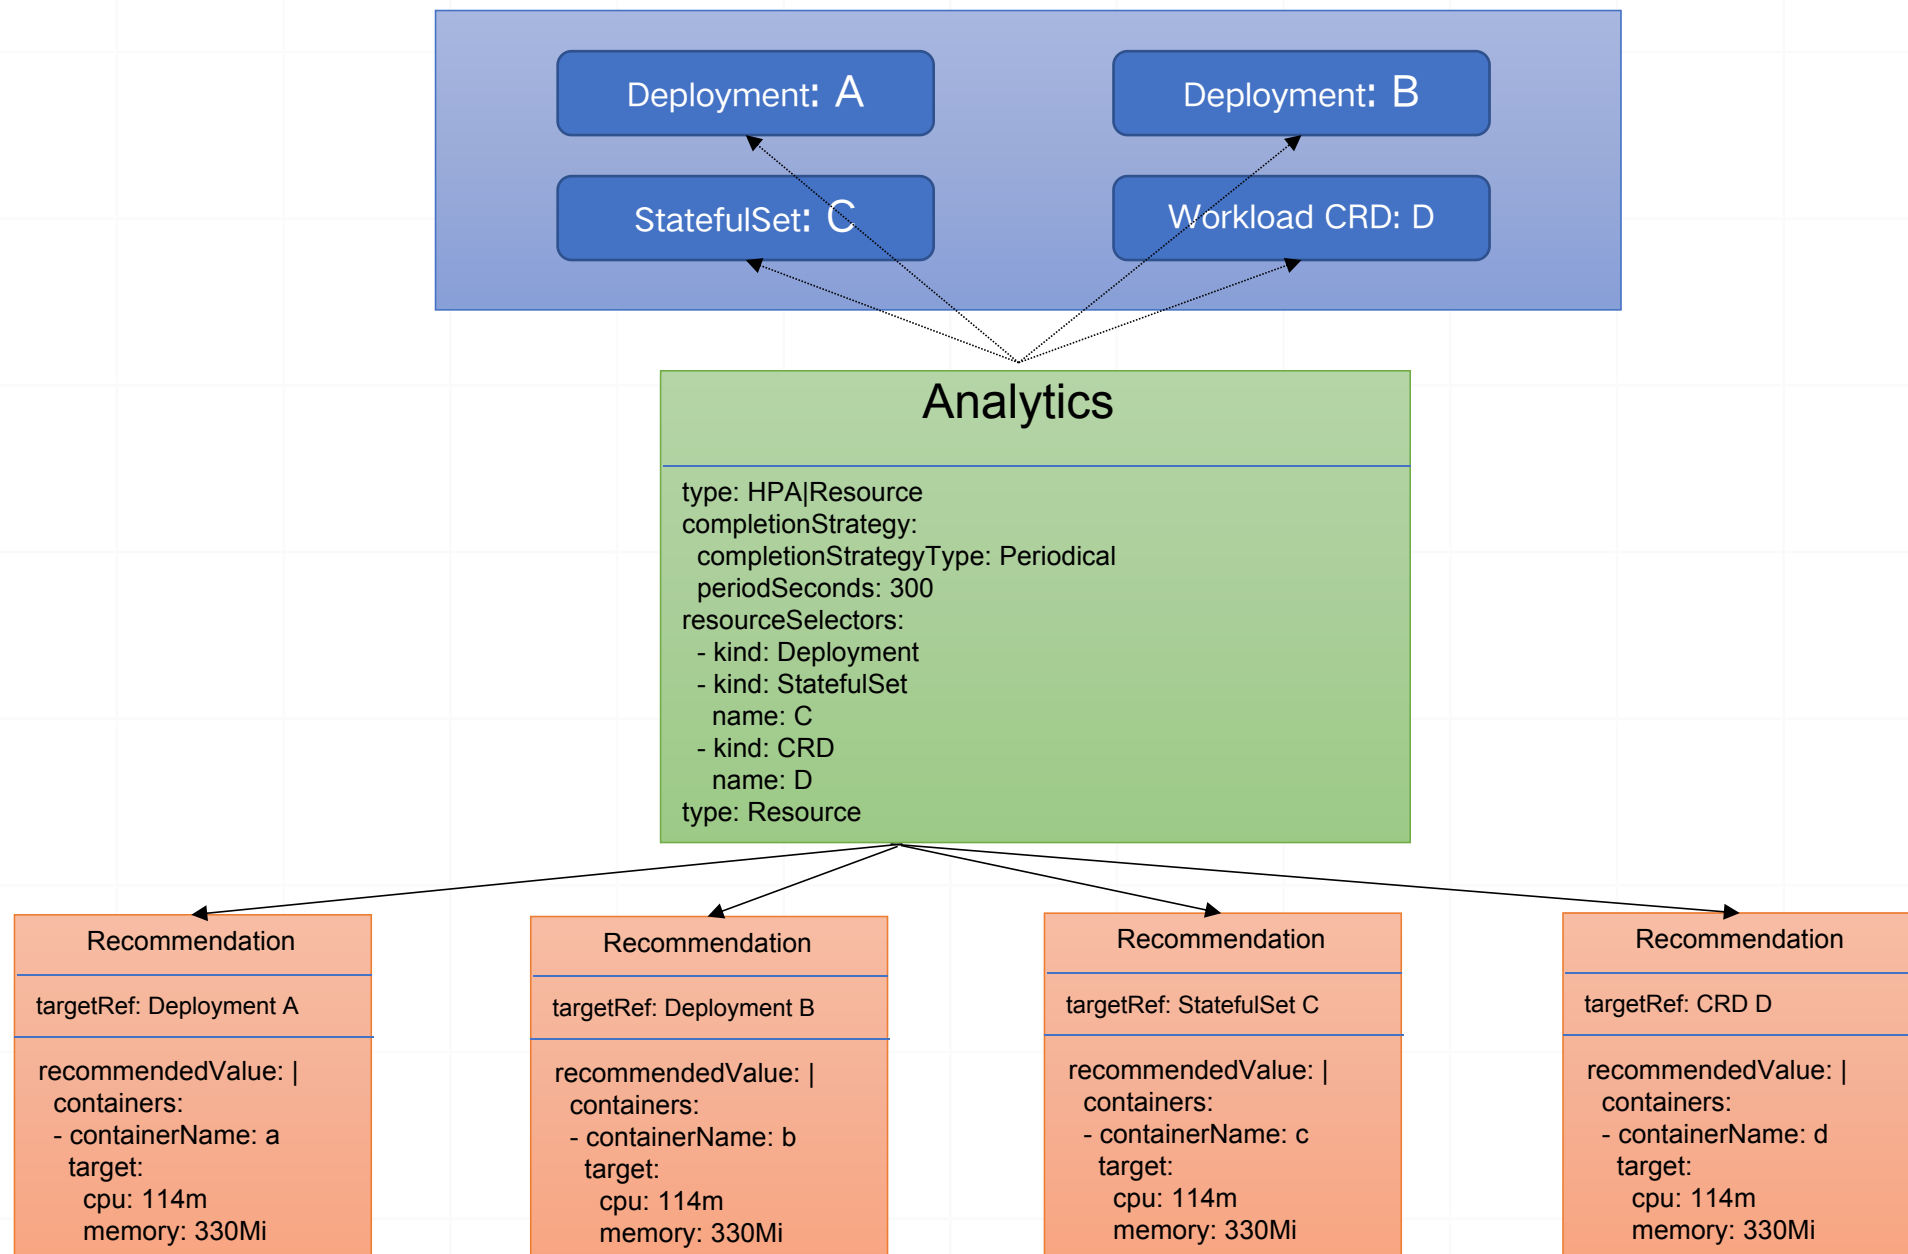 Deployment: A
Deployment: B
StatefulSet: C
Workload CRD: D
Analytics
type: HPA|Resource
completionStrategy:
  completionStrategyType: Periodical
  periodSeconds: 300
resourceSelectors:
  - kind: Deployment
  - kind: StatefulSet
    name: C
  - kind: CRD
    name: D
type: Resource
Recommendation
targetRef: Deployment A
recommendedValue: |
  containers:
  - containerName: a
    target:
      cpu: 114m
      memory: 330Mi
Recommendation
targetRef: Deployment B
recommendedValue: |
  containers:
  - containerName: b
    target:
      cpu: 114m
      memory: 330Mi
Recommendation
targetRef: StatefulSet C
recommendedValue: |
  containers:
  - containerName: c
    target:
      cpu: 114m
      memory: 330Mi
Recommendation
targetRef: CRD D
recommendedValue: |
  containers:
  - containerName: d
    target:
      cpu: 114m
      memory: 330Mi